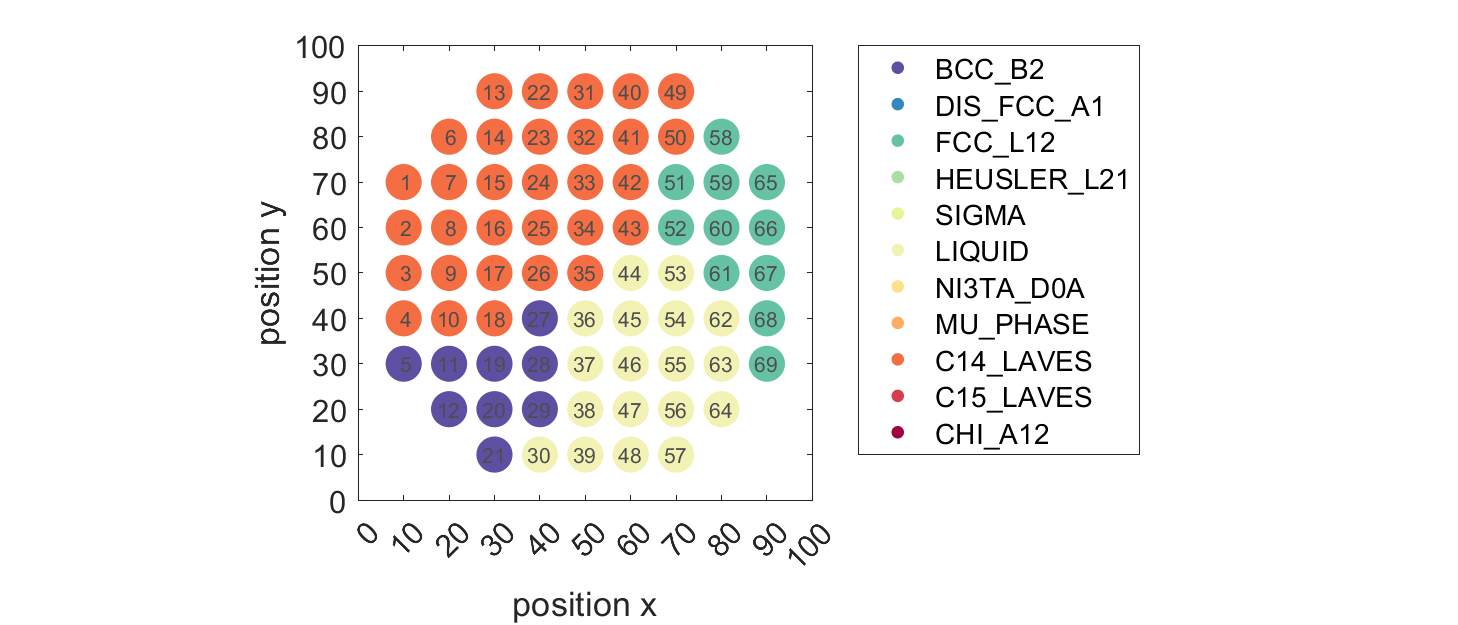 100
90
80
70
60
50
40
30
20
10
0
position y
13 22 31 40 49
6 14 23 32 41 50 58
1 7 15 24 33 42 51 59 65
2 8 16 25 34 43 52 60 66
3 9 17 26 35 44 53 61 67
4 10 18 27 36 45 54 62 68
5 11 19 28 37 46 55 63 69
12 20 29 38 47 56 64
21 30 39 48 57
0 10 20 30 40 50 60 70 80 90 100
position x
BCC_B2
DIS_FCC_A1
FCC_L12
HEUSLER_L21
SIGMA
LIQUID
NI3TA_D0A
MU_PHASE
C14_LAVES
C15_LAVES
CHI_A12